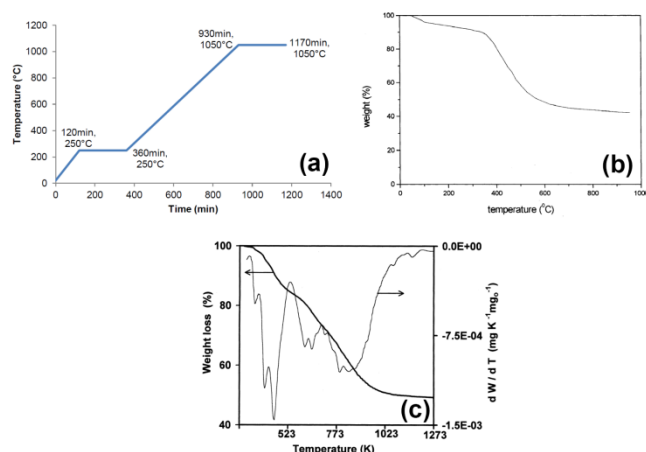 1200
1000
800
600
400
200
0
Temperature (°C)
930min,
1050°C
1170min,
1050°C
120min,
250°C
360min,
250°C
(a)
0 200 400 600 800 1000 1200 1400
Time (min)
100
80
60
40
20
0
weight (%)
(b)
0 200 400 600 800 1000
temperature (°C)
100
80
60
40
Weight loss (%)
0.0E+00
-7.5E-04
-1.5E-03
d W / d T (mg K⁻¹mg₀⁻¹)
(c)
523 773 1023 1273
Temperature (K)